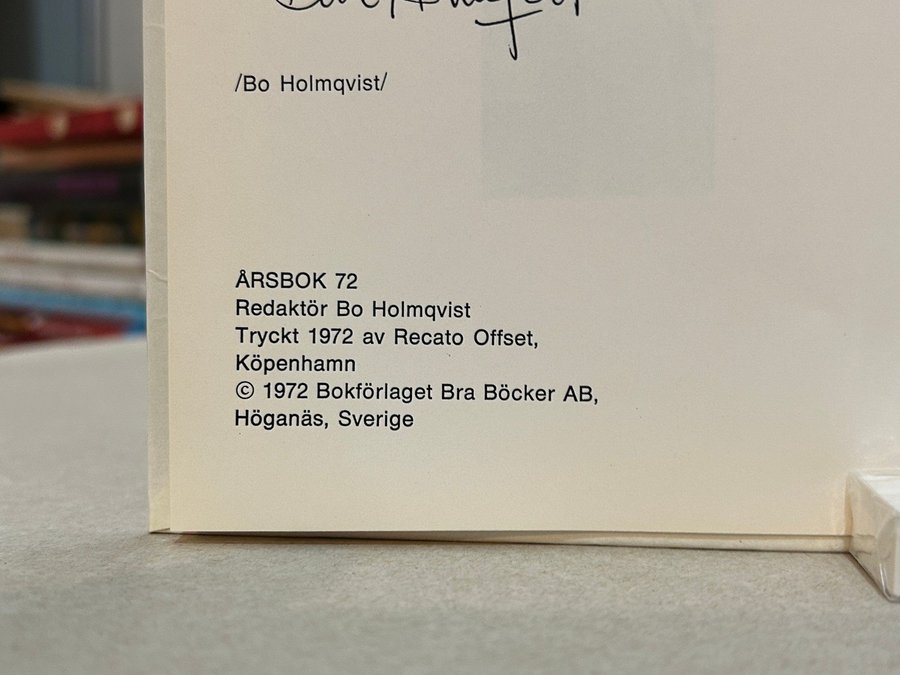 /Bo Holmqvist/
ÅRSBOK 72
Redaktör Bo Holmqvist
Tryckt 1972 av Recato Offset,
Köpenhamn
© 1972 Bokförlaget Bra Böcker AB,
Höganäs, Sverige